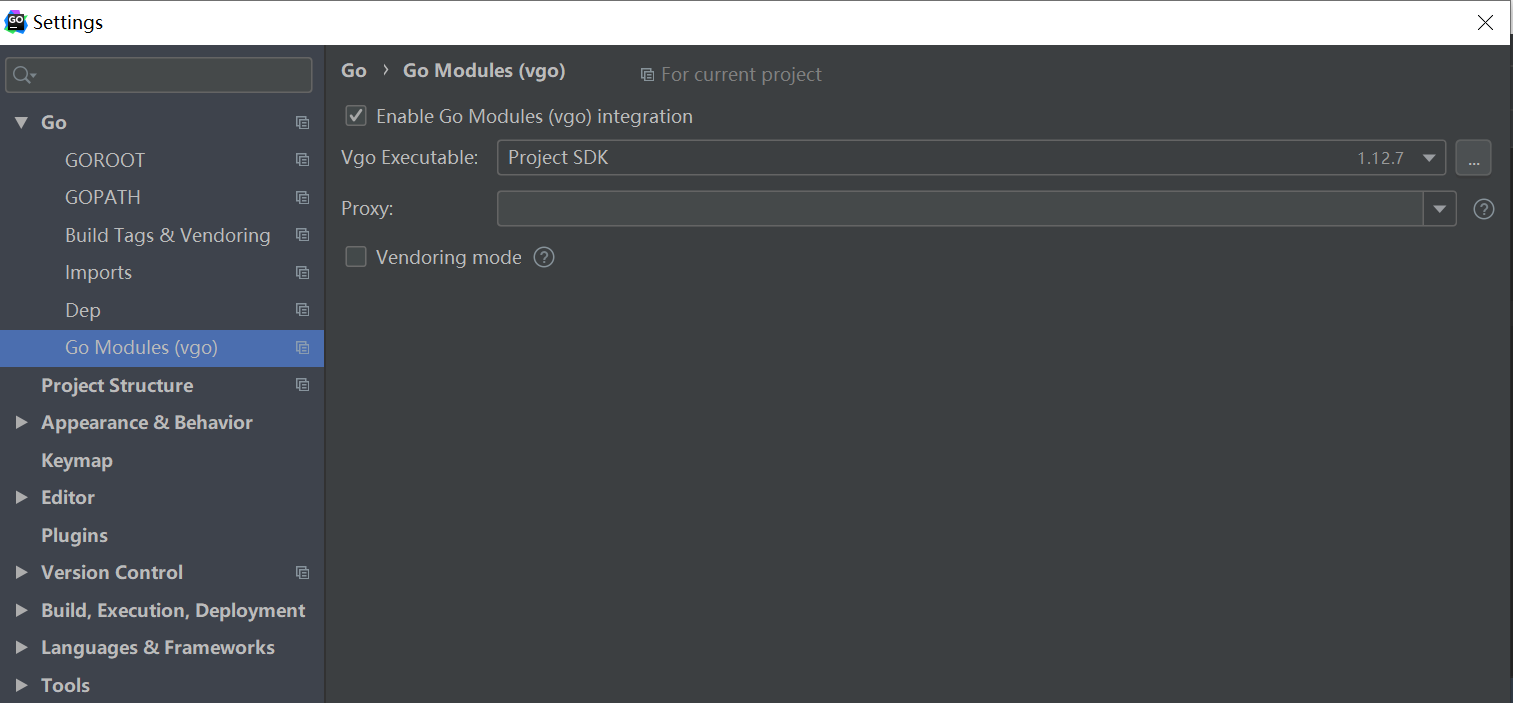 GO Settings
Go › Go Modules (vgo) For current project
Enable Go Modules (vgo) integration
Vgo Executable: Project SDK 1.12.7 ...
Proxy: ?
Vendoring mode ?
Go
GOROOT
GOPATH
Build Tags & Vendoring
Imports
Dep
Go Modules (vgo)
Project Structure
Appearance & Behavior
Keymap
Editor
Plugins
Version Control
Build, Execution, Deployment
Languages & Frameworks
Tools